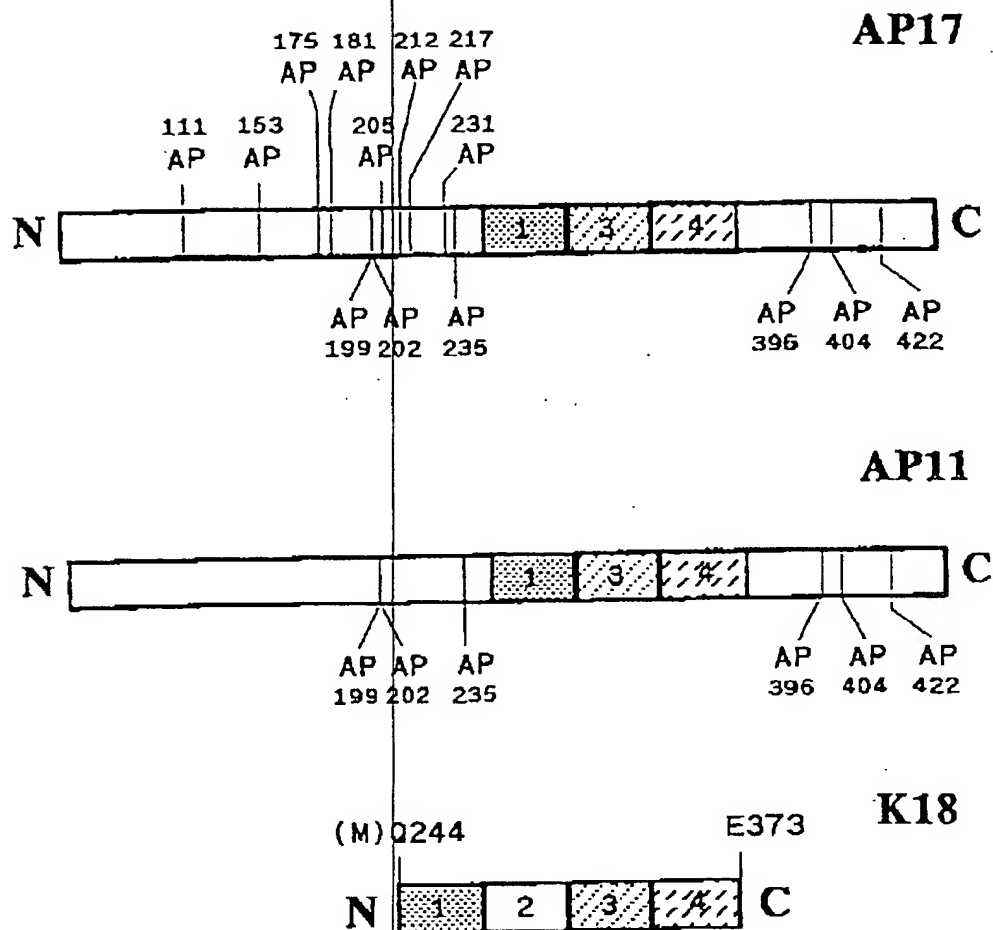 AP17
175 181 212 217
AP AP AP AP
111 153 205 231
AP AP AP AP
N 1 3 4 C
AP AP AP AP AP AP
199 202 235 396 404 422
AP11
N 1 3 4 C
AP AP AP AP AP AP
199 202 235 396 404 422
K18
(M)Q244 E373
N 1 2 3 4 C